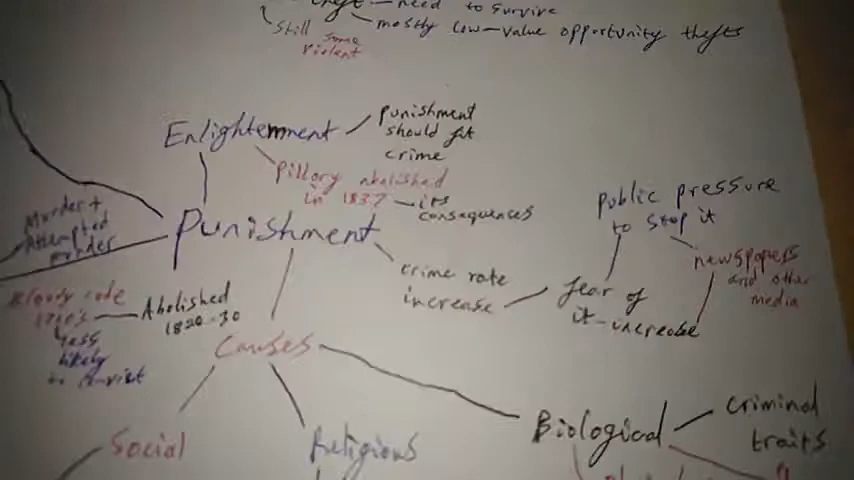 theft – need to survive
still some
violent
mostly low-value opportunity thefts
Enlightenment
punishment
should fit
crime
Pillory abolished
in 1837
its
consequences
Murder +
Attempted
murder
Punishment
public pressure
to stop it
newspapers
and other
media
crime rate
increase
fear of
it-increase
Bloody code
Abolished
1820-30
less
likely
to convict
Causes
Social
Religious
Biological
Criminal
traits